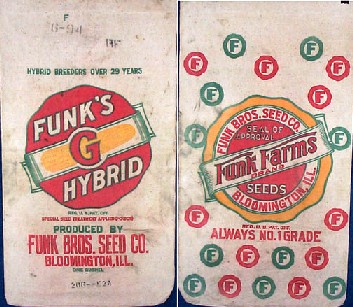 F
HYBRID BREEDERS OVER 29 YEARS
FUNK'S
G
HYBRID
PRODUCED BY
FUNK BROS. SEED CO.
BLOOMINGTON, ILL.
F F
F F
F F
F F
F F
FUNK BROS. SEED CO.
SEAL OF
APPROVAL
Funk Farms
BRAND
SEEDS
BLOOMINGTON, ILL.
ALWAYS NO. 1 GRADE
F F
F F F F
F F F F